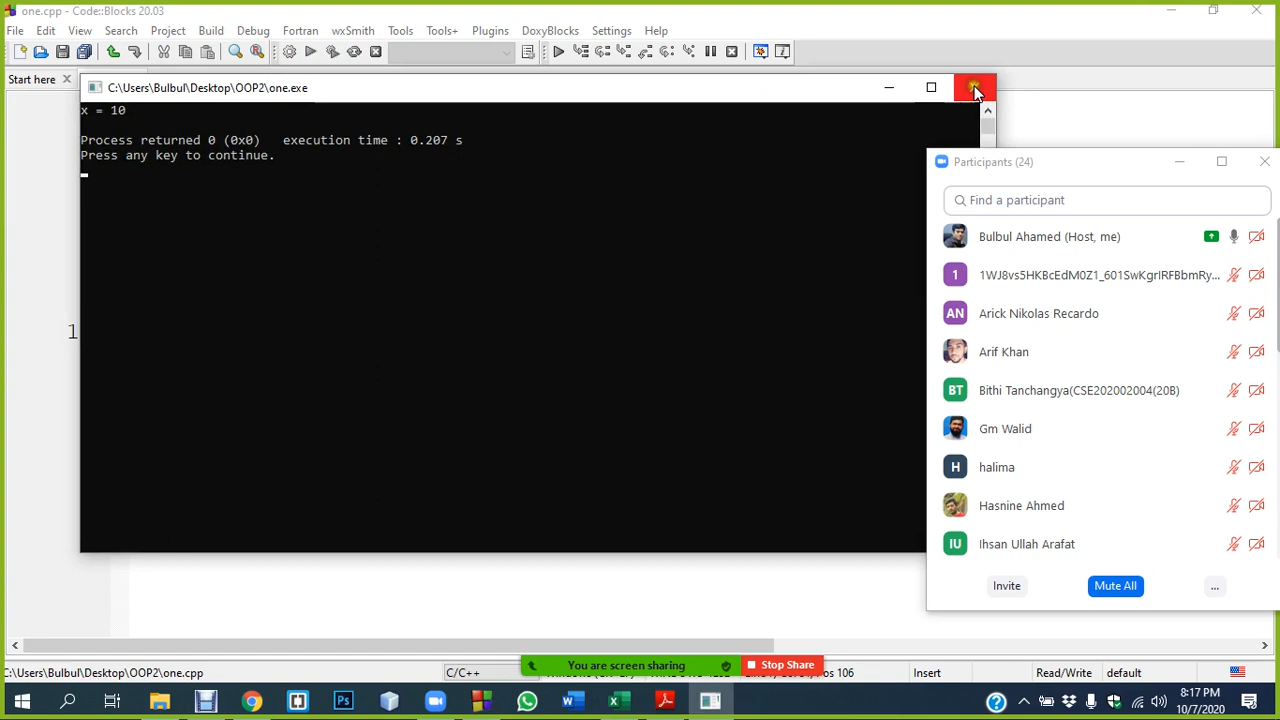 one.cpp - Code::Blocks 20.03
File Edit View Search Project Build Debug Fortran wxSmith Tools Tools+ Plugins DoxyBlocks Settings Help
Start here
C:\Users\Bulbul\Desktop\OOP2\one.exe
x = 10
Process returned 0 (0x0) execution time : 0.207 s
Press any key to continue.
1
Participants (24)
Find a participant
Bulbul Ahamed (Host, me)
1 1WJ8vs5HKBcEdM0Z1_601SwKgrIRFBbmRy...
AN Arick Nikolas Recardo
Arif Khan
BT Bithi Tanchangya(CSE202002004(20B)
Gm Walid
H halima
Hasnine Ahmed
IU Ihsan Ullah Arafat
Invite Mute All ...
You are screen sharing Stop Share
C:\Users\Bulbul\Desktop\OOP2\one.cpp C/C++ Pos 106 Insert Read/Write default
8:17 PM
10/7/2020